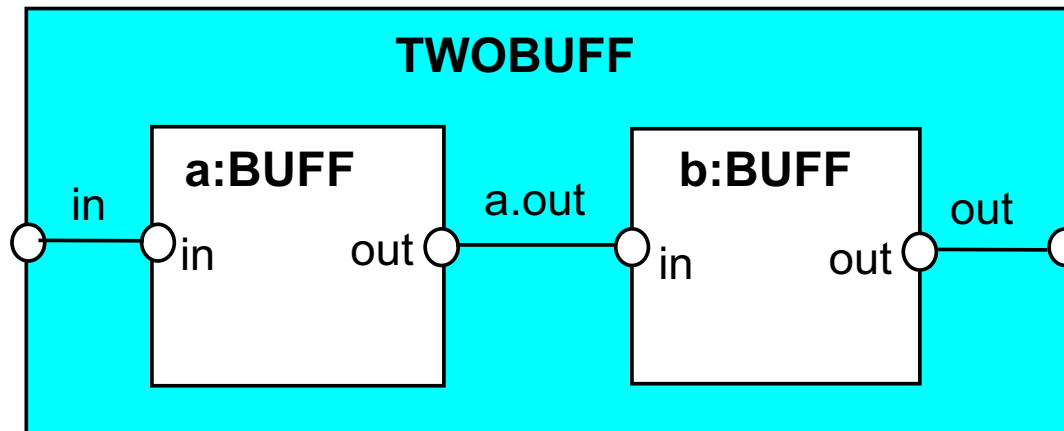 TWOBUFF
a:BUFF
b:BUFF
in
a.out
out
in
out
in
out